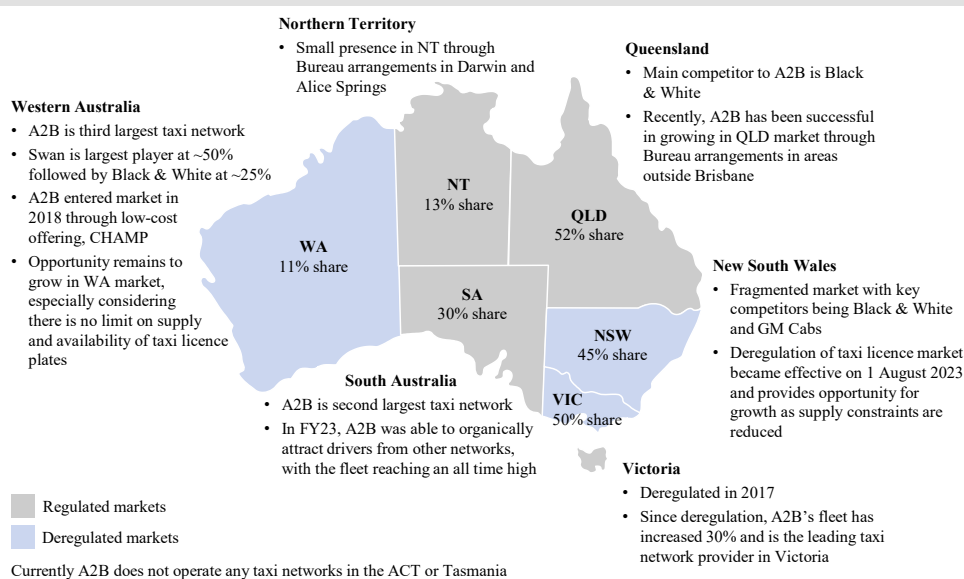 Northern Territory
• Small presence in NT through
Bureau arrangements in Darwin and
Alice Springs
Queensland
• Main competitor to A2B is Black
& White
• Recently, A2B has been successful
in growing in QLD market through
Bureau arrangements in areas
outside Brisbane
Western Australia
• A2B is third largest taxi network
• Swan is largest player at ~50%
followed by Black & White at ~25%
• A2B entered market in
2018 through low-cost
offering, CHAMP
• Opportunity remains to
grow in WA market,
especially considering
there is no limit on supply
and availability of taxi licence
plates
NT
13% share
QLD
52% share
WA
11% share
SA
30% share
NSW
45% share
VIC
50% share
New South Wales
• Fragmented market with key
competitors being Black & White
and GM Cabs
• Deregulation of taxi licence market
became effective on 1 August 2023
and provides opportunity for
growth as supply constraints are
reduced
South Australia
• A2B is second largest taxi network
• In FY23, A2B was able to organically
attract drivers from other networks,
with the fleet reaching an all time high
Victoria
• Deregulated in 2017
• Since deregulation, A2B’s fleet has
increased 30% and is the leading taxi
network provider in Victoria
Regulated markets
Deregulated markets
Currently A2B does not operate any taxi networks in the ACT or Tasmania